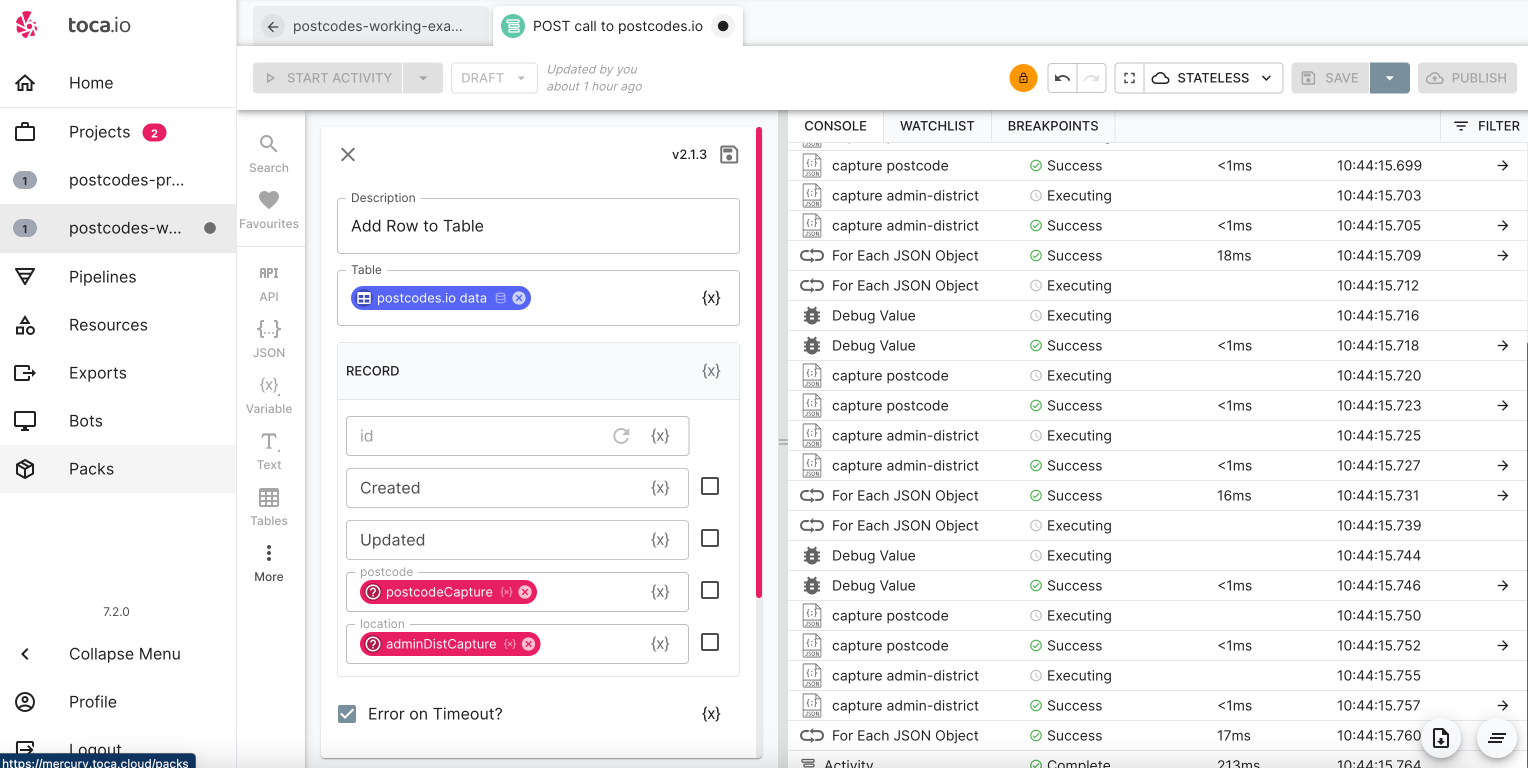 toca.io
Home
Projects 2
1 postcodes-pr...
1 postcodes-w...
Pipelines
Resources
Exports
Bots
Packs
7.2.0
Collapse Menu
Profile
Logout
https://mercury.toca.cloud/packs
postcodes-working-exa...
POST call to postcodes.io
START ACTIVITY
DRAFT
Updated by you
about 1 hour ago
STATELESS
SAVE
PUBLISH
Search
Favourites
API
API
{...}
JSON
{x}
Variable
T
Text
Tables
More
v2.1.3
Description
Add Row to Table
Table
postcodes.io data
{x}
RECORD {x}
id {x}
Created {x}
Updated {x}
postcode
postcodeCapture {x} {x}
location
adminDistCapture {x} {x}
Error on Timeout? {x}
CONSOLE WATCHLIST BREAKPOINTS FILTER
capture postcode Success <1ms 10:44:15.699
capture admin-district Executing 10:44:15.703
capture admin-district Success <1ms 10:44:15.705
For Each JSON Object Success 18ms 10:44:15.709
For Each JSON Object Executing 10:44:15.712
Debug Value Executing 10:44:15.716
Debug Value Success <1ms 10:44:15.718
capture postcode Executing 10:44:15.720
capture postcode Success <1ms 10:44:15.723
capture admin-district Executing 10:44:15.725
capture admin-district Success <1ms 10:44:15.727
For Each JSON Object Success 16ms 10:44:15.731
For Each JSON Object Executing 10:44:15.739
Debug Value Executing 10:44:15.744
Debug Value Success <1ms 10:44:15.746
capture postcode Executing 10:44:15.750
capture postcode Success <1ms 10:44:15.752
capture admin-district Executing 10:44:15.755
capture admin-district Success <1ms 10:44:15.757
For Each JSON Object Success 17ms 10:44:15.760
Activity Complete 213ms 10:44:15.764